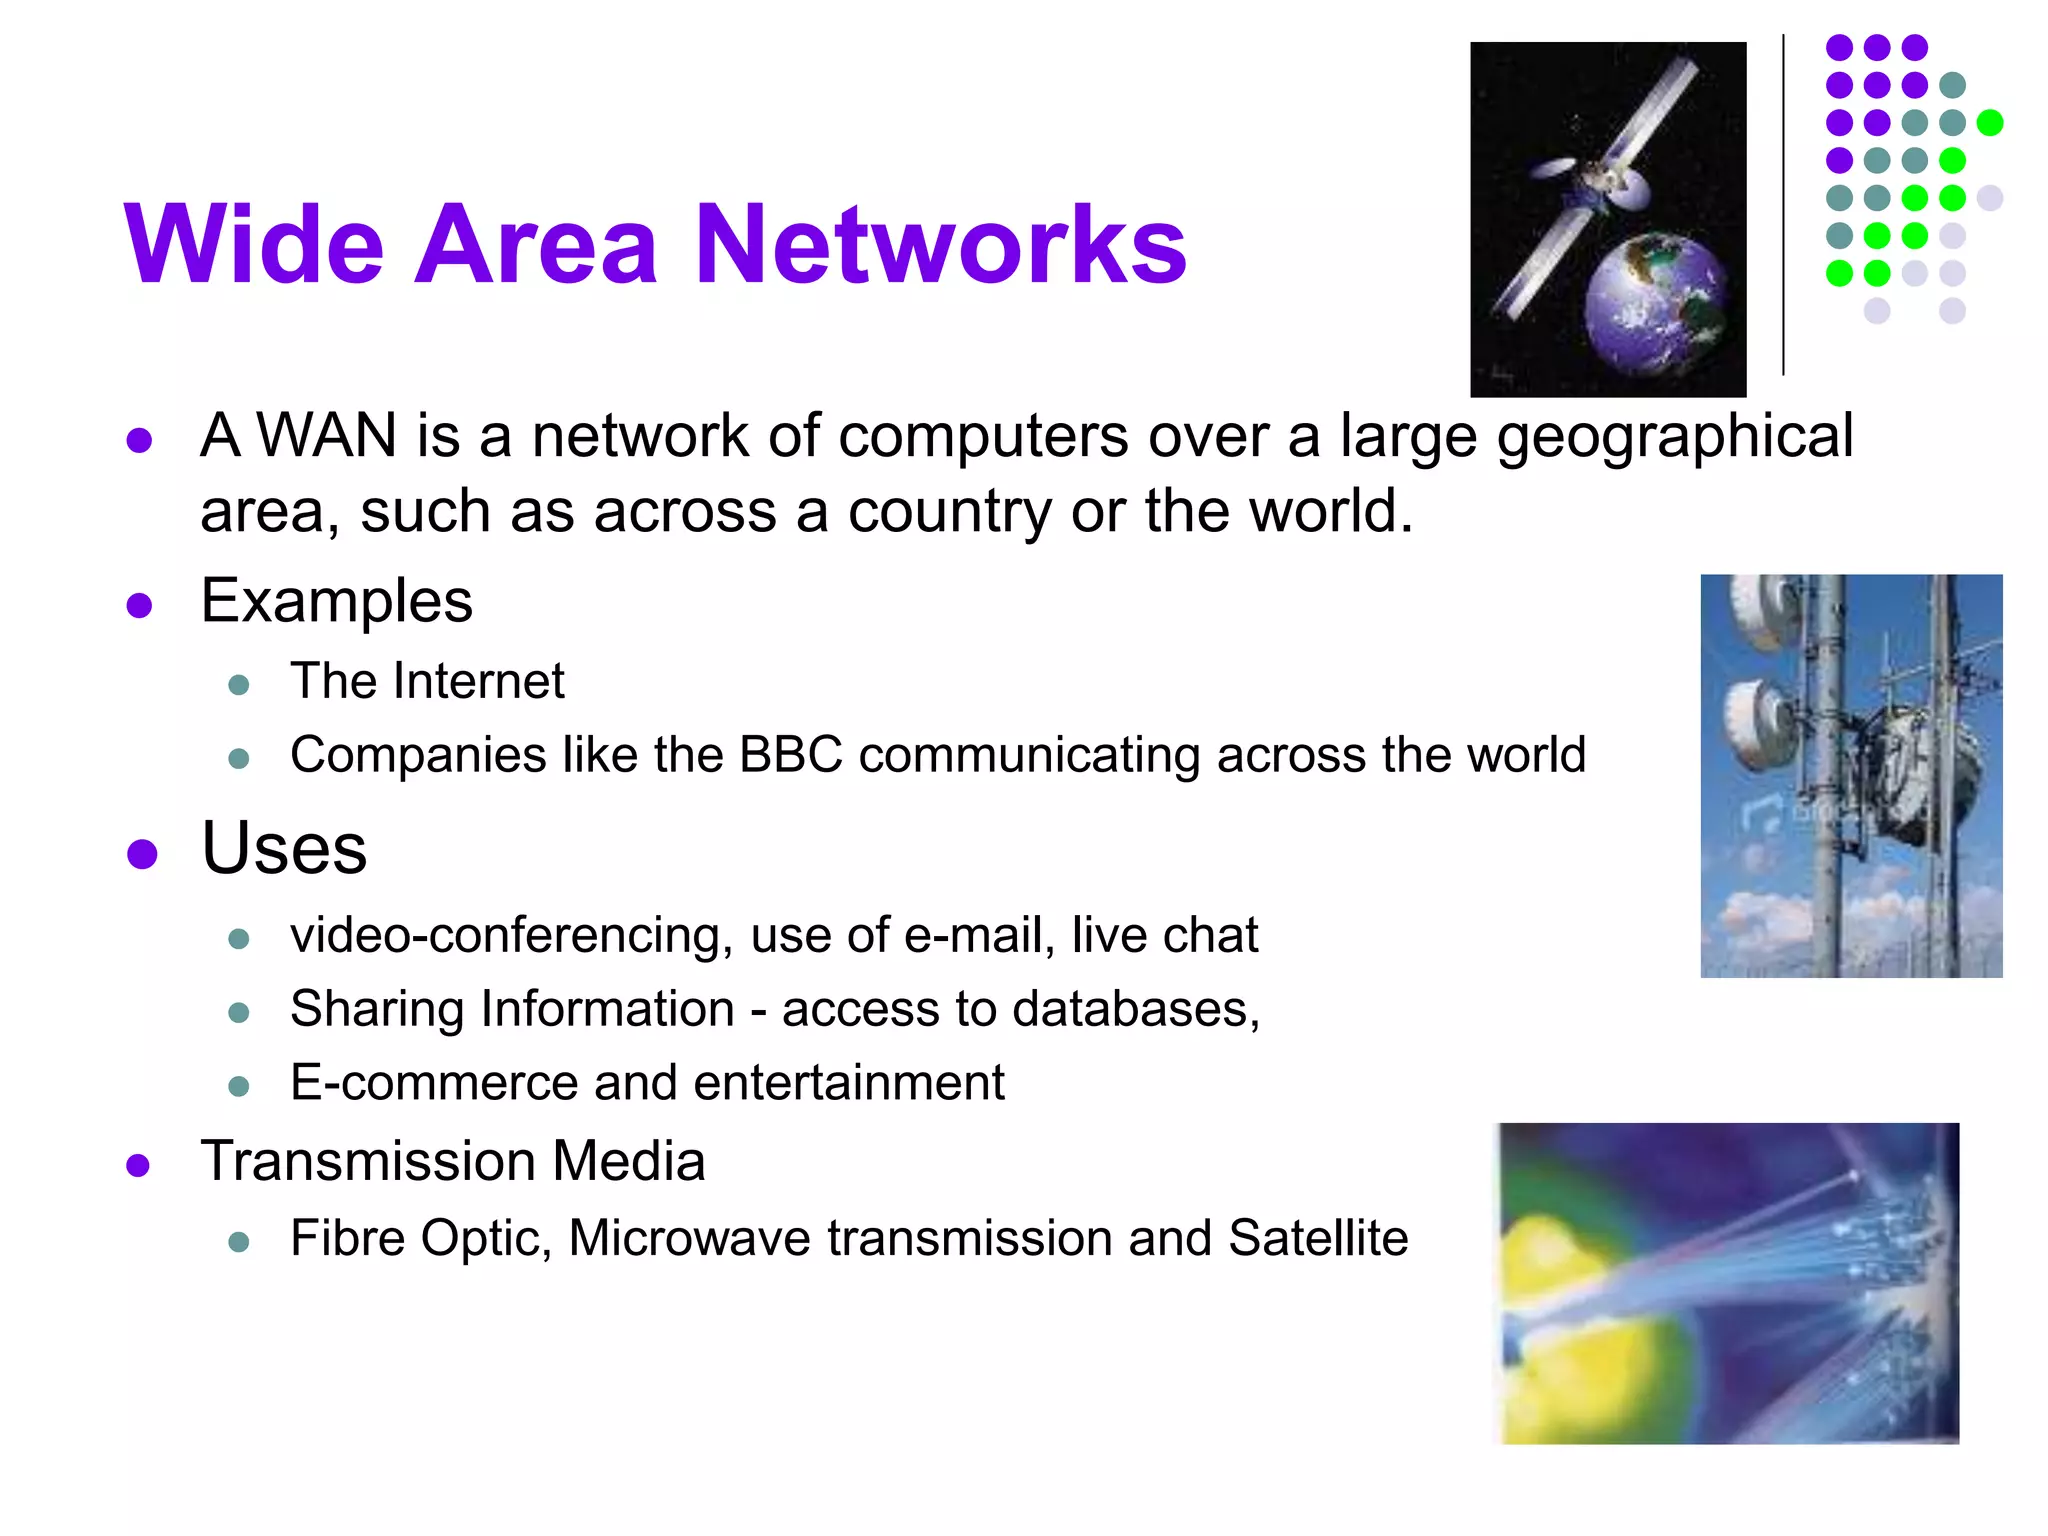 Wide Area Networks
A WAN is a network of computers over a large geographical
area, such as across a country or the world.
Examples
The Internet
Companies like the BBC communicating across the world
Uses
video-conferencing, use of e-mail, live chat
Sharing Information - access to databases,
E-commerce and entertainment
Transmission Media
Fibre Optic, Microwave transmission and Satellite